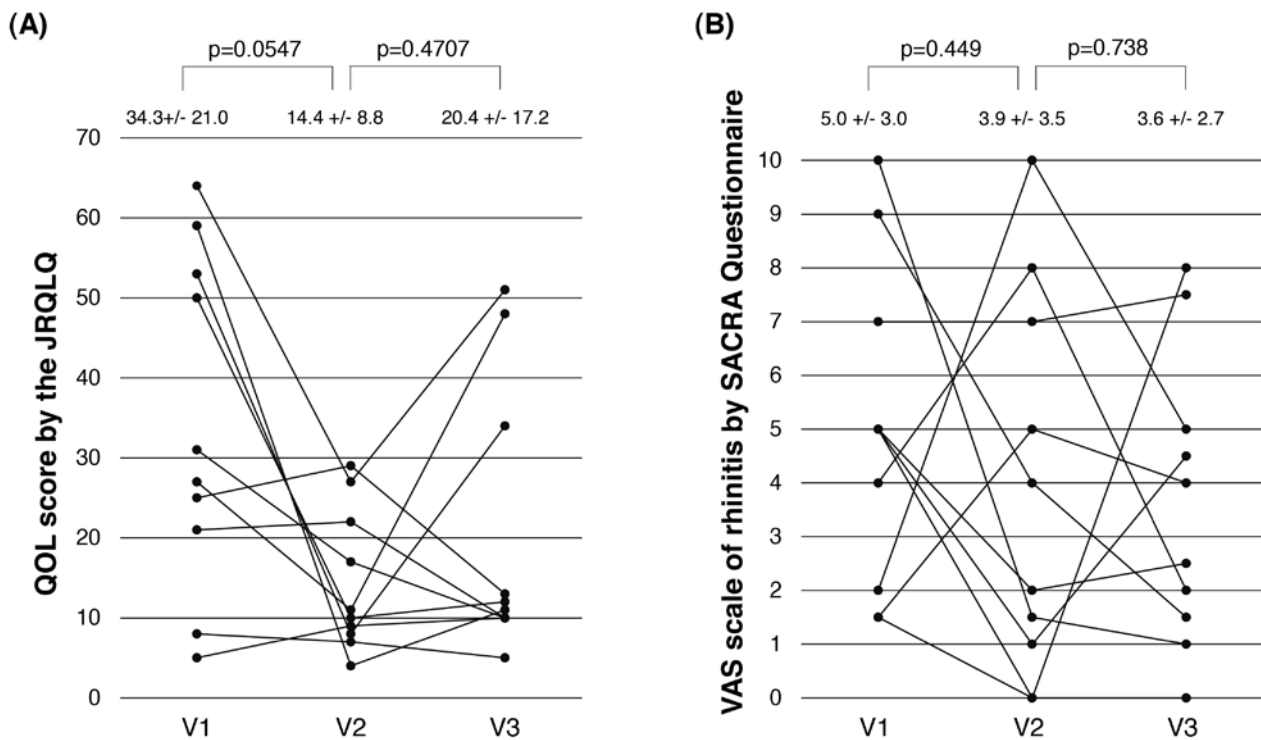 (A)
p=0.0547 p=0.4707
34.3+/- 21.0 14.4 +/- 8.8 20.4 +/- 17.2
QOL score by the JRQLQ
70
60
50
40
30
20
10
0
V1 V2 V3
(B)
p=0.449 p=0.738
5.0 +/- 3.0 3.9 +/- 3.5 3.6 +/- 2.7
VAS scale of rhinitis by SACRA Questionnaire
10
9
8
7
6
5
4
3
2
1
0
V1 V2 V3